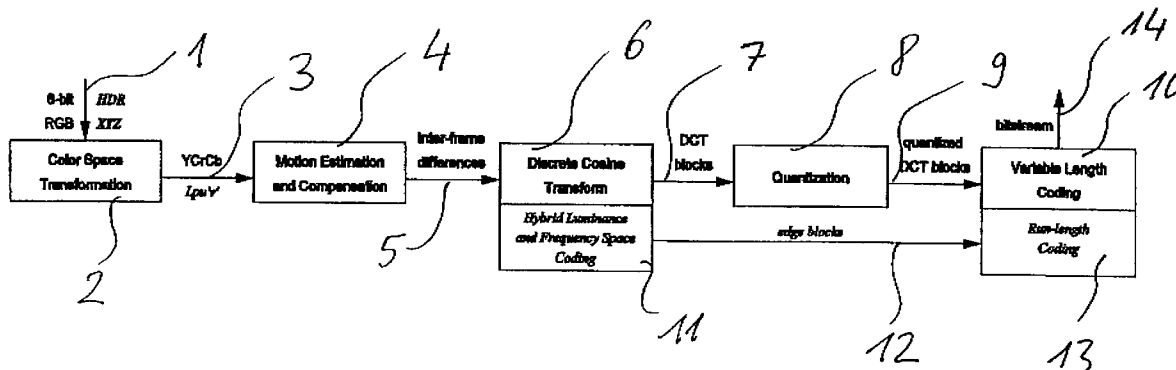 1
3
4
6
7
8
9
14
10
8-bit HDR
RGB XYZ
Color Space
Transformation
YCrCb
Lpu'v'
Motion Estimation
and Compensation
inter-frame
differences
Discrete Cosine
Transform
DCT
blocks
Quantization
quantized
DCT blocks
bitstream
Variable Length
Coding
Hybrid Luminance
and Frequency Space
Coding
edge blocks
Run-length
Coding
2
5
11
12
13